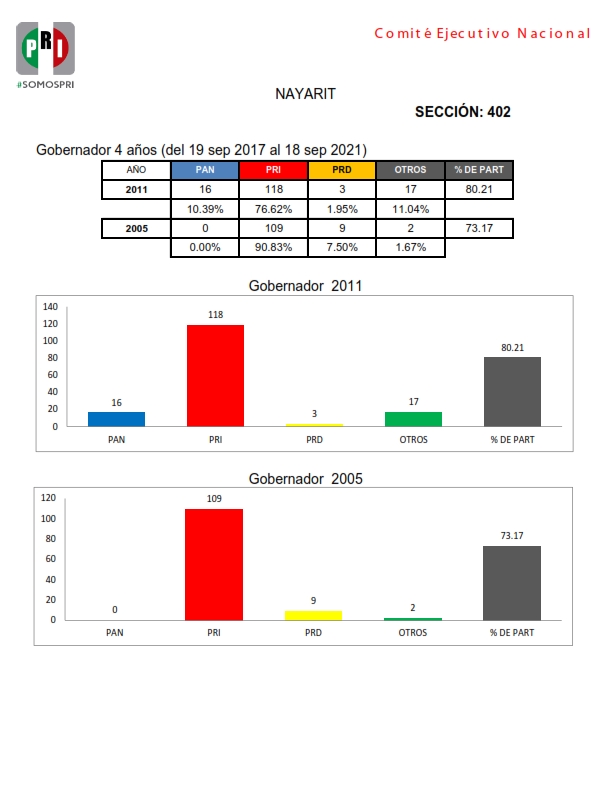 PRI
#SOMOSPRI
Comité Ejecutivo Nacional
NAYARIT
SECCIÓN: 402
Gobernador 4 años (del 19 sep 2017 al 18 sep 2021)
AÑO PAN PRI PRD OTROS % DE PART
2011 16 118 3 17 80.21
10.39% 76.62% 1.95% 11.04%
2005 0 109 9 2 73.17
0.00% 90.83% 7.50% 1.67%
Gobernador 2011
140
120
100
80
60
40
20
0
16 118 3 17 80.21
PAN PRI PRD OTROS % DE PART
Gobernador 2005
120
100
80
60
40
20
0
0 109 9 2 73.17
PAN PRI PRD OTROS % DE PART